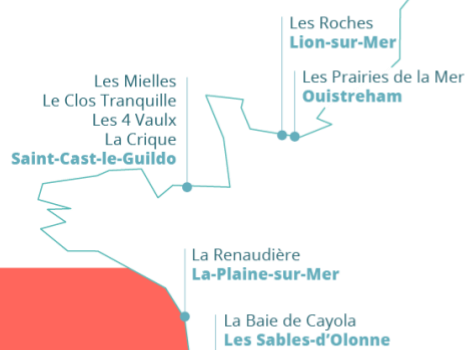 Les Roches
Lion-sur-Mer
Les Prairies de la Mer
Ouistreham
Les Mielles
Le Clos Tranquille
Les 4 Vaulx
La Crique
Saint-Cast-le-Guildo
La Renaudière
La-Plaine-sur-Mer
La Baie de Cayola
Les Sables-d’Olonne